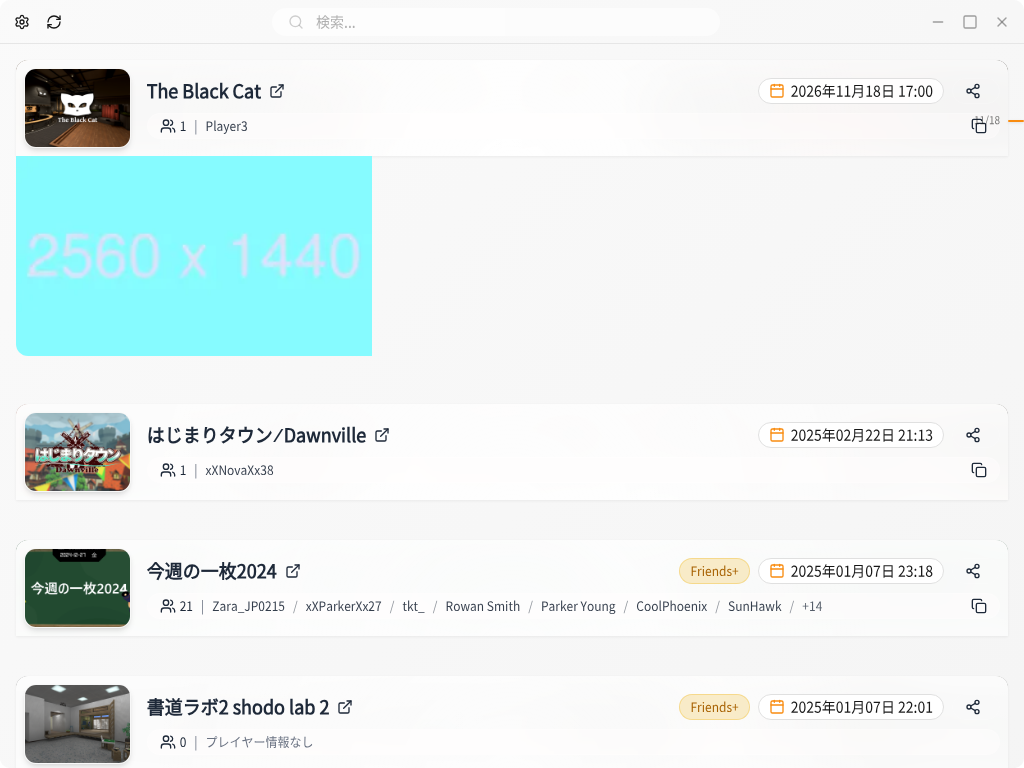 検索...
The Black Cat
2026年11月18日 17:00
The Black Cat
1 | Player3
11/18
2560 x 1440
はじまりタウン/Dawnville
2025年02月22日 21:13
はじまりタウン
Dawnville
1 | xXNovaXx38
今週の一枚2024
Friends+
2025年01月07日 23:18
今週の一枚2024
21 | Zara_JP0215 / xXParkerXx27 / tkt_ / Rowan Smith / Parker Young / CoolPhoenix / SunHawk / +14
書道ラボ2 shodo lab 2
Friends+
2025年01月07日 22:01
0 | プレイヤー情報なし